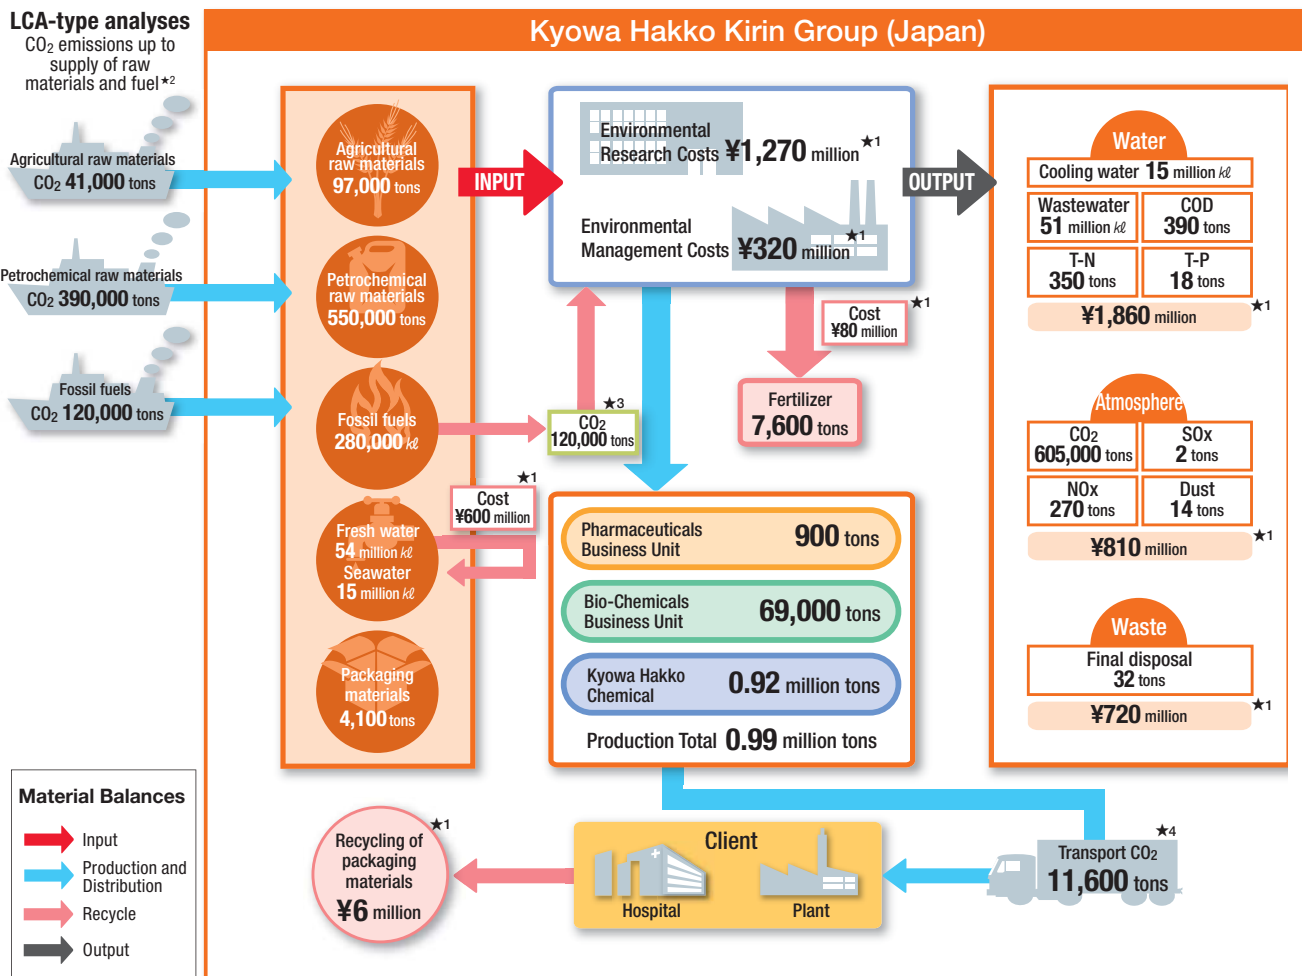 LCA-type analyses
CO2 emissions up to
supply of raw
materials and fuel★2
Agricultural raw materials
CO2 41,000 tons
Petrochemical raw materials
CO2 390,000 tons
Fossil fuels
CO2 120,000 tons
Kyowa Hakko Kirin Group (Japan)
Agricultural
raw materials
97,000 tons
Petrochemical
raw materials
550,000 tons
Fossil fuels
280,000 kℓ
Fresh water
54 million kℓ
Seawater
15 million kℓ
Packaging
materials
4,100 tons
INPUT
Environmental
Research Costs ¥1,270 million★1
Environmental
Management Costs ¥320 million★1
OUTPUT
★3
CO2
120,000 tons
★1
Cost
¥600 million
★1
Cost
¥80 million
Fertilizer
7,600 tons
Pharmaceuticals
Business Unit
900 tons
Bio-Chemicals
Business Unit
69,000 tons
Kyowa Hakko
Chemical
0.92 million tons
Production Total 0.99 million tons
Water
Cooling water 15 million kℓ
Wastewater
51 million kℓ
COD
390 tons
T-N
350 tons
T-P
18 tons
¥1,860 million ★1
Atmosphere
CO2
605,000 tons
SOx
2 tons
NOx
270 tons
Dust
14 tons
¥810 million ★1
Waste
Final disposal
32 tons
¥720 million ★1
Material Balances
Input
Production and
Distribution
Recycle
Output
★1
Recycling of
packaging
materials
¥6 million
Client
Hospital
Plant
★4
Transport CO2
11,600 tons